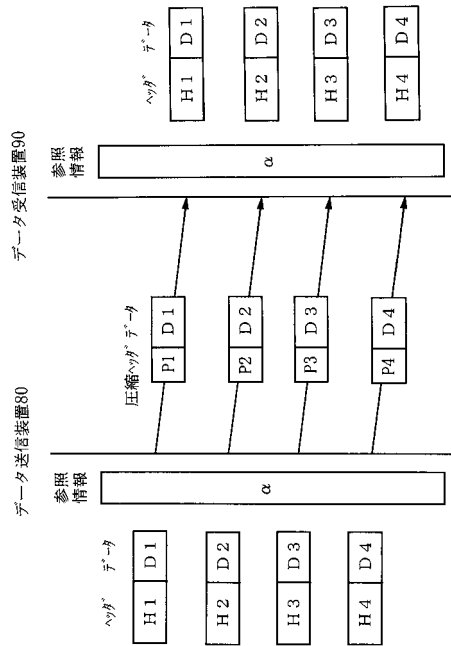 データ送信装置80
データ受信装置90
ヘッダ データ
参照
情報
圧縮ヘッダ データ
参照
情報
ヘッダ データ
H1 D1
P1 D1
H1 D1
H2 D2
P2 D2
H2 D2
α
α
H3 D3
P3 D3
H3 D3
H4 D4
P4 D4
H4 D4